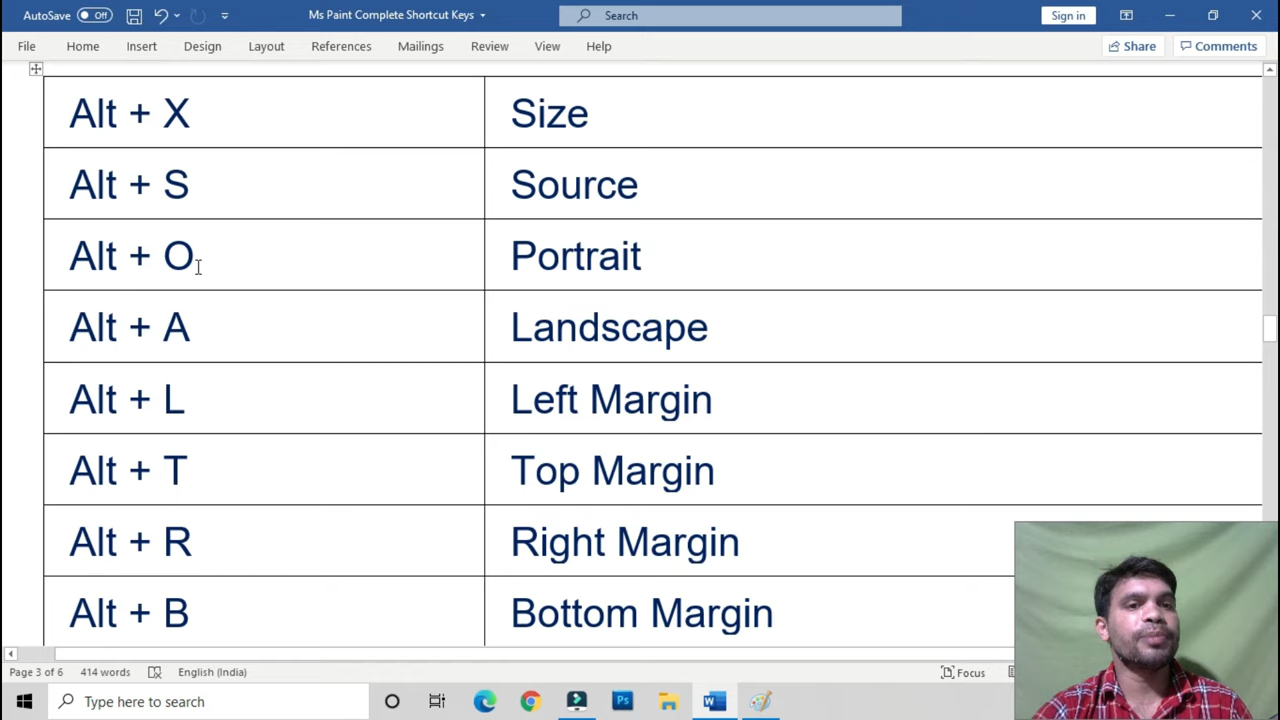 AutoSave Off Ms Paint Complete Shortcut Keys Search Sign in
File Home Insert Design Layout References Mailings Review View Help Share Comments
Alt + X Size
Alt + S Source
Alt + O Portrait
Alt + A Landscape
Alt + L Left Margin
Alt + T Top Margin
Alt + R Right Margin
Alt + B Bottom Margin
Page 3 of 6 414 words English (India) Focus
Type here to search Ps W